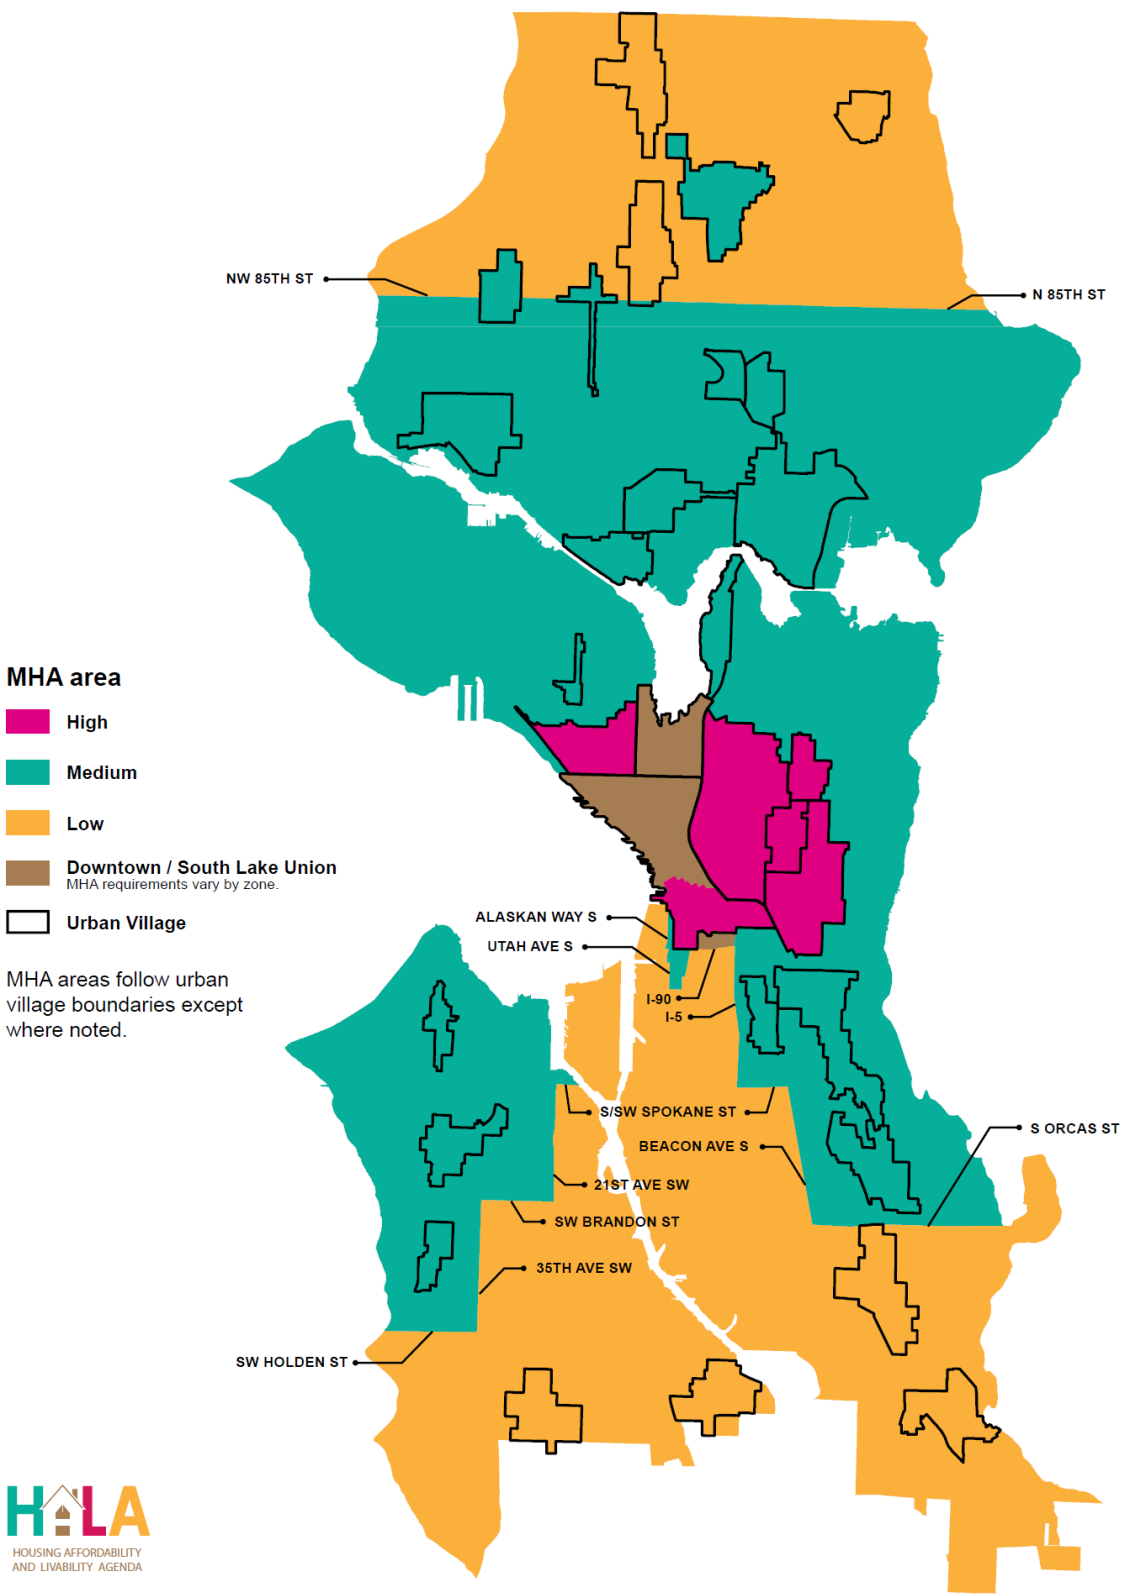 NW 85TH ST
N 85TH ST
MHA area
High
Medium
Low
Downtown / South Lake Union
MHA requirements vary by zone.
Urban Village
MHA areas follow urban
village boundaries except
where noted.
ALASKAN WAY S
UTAH AVE S
I-90
I-5
S/SW SPOKANE ST
BEACON AVE S
S ORCAS ST
21ST AVE SW
SW BRANDON ST
35TH AVE SW
SW HOLDEN ST
HALA
HOUSING AFFORDABILITY
AND LIVABILITY AGENDA